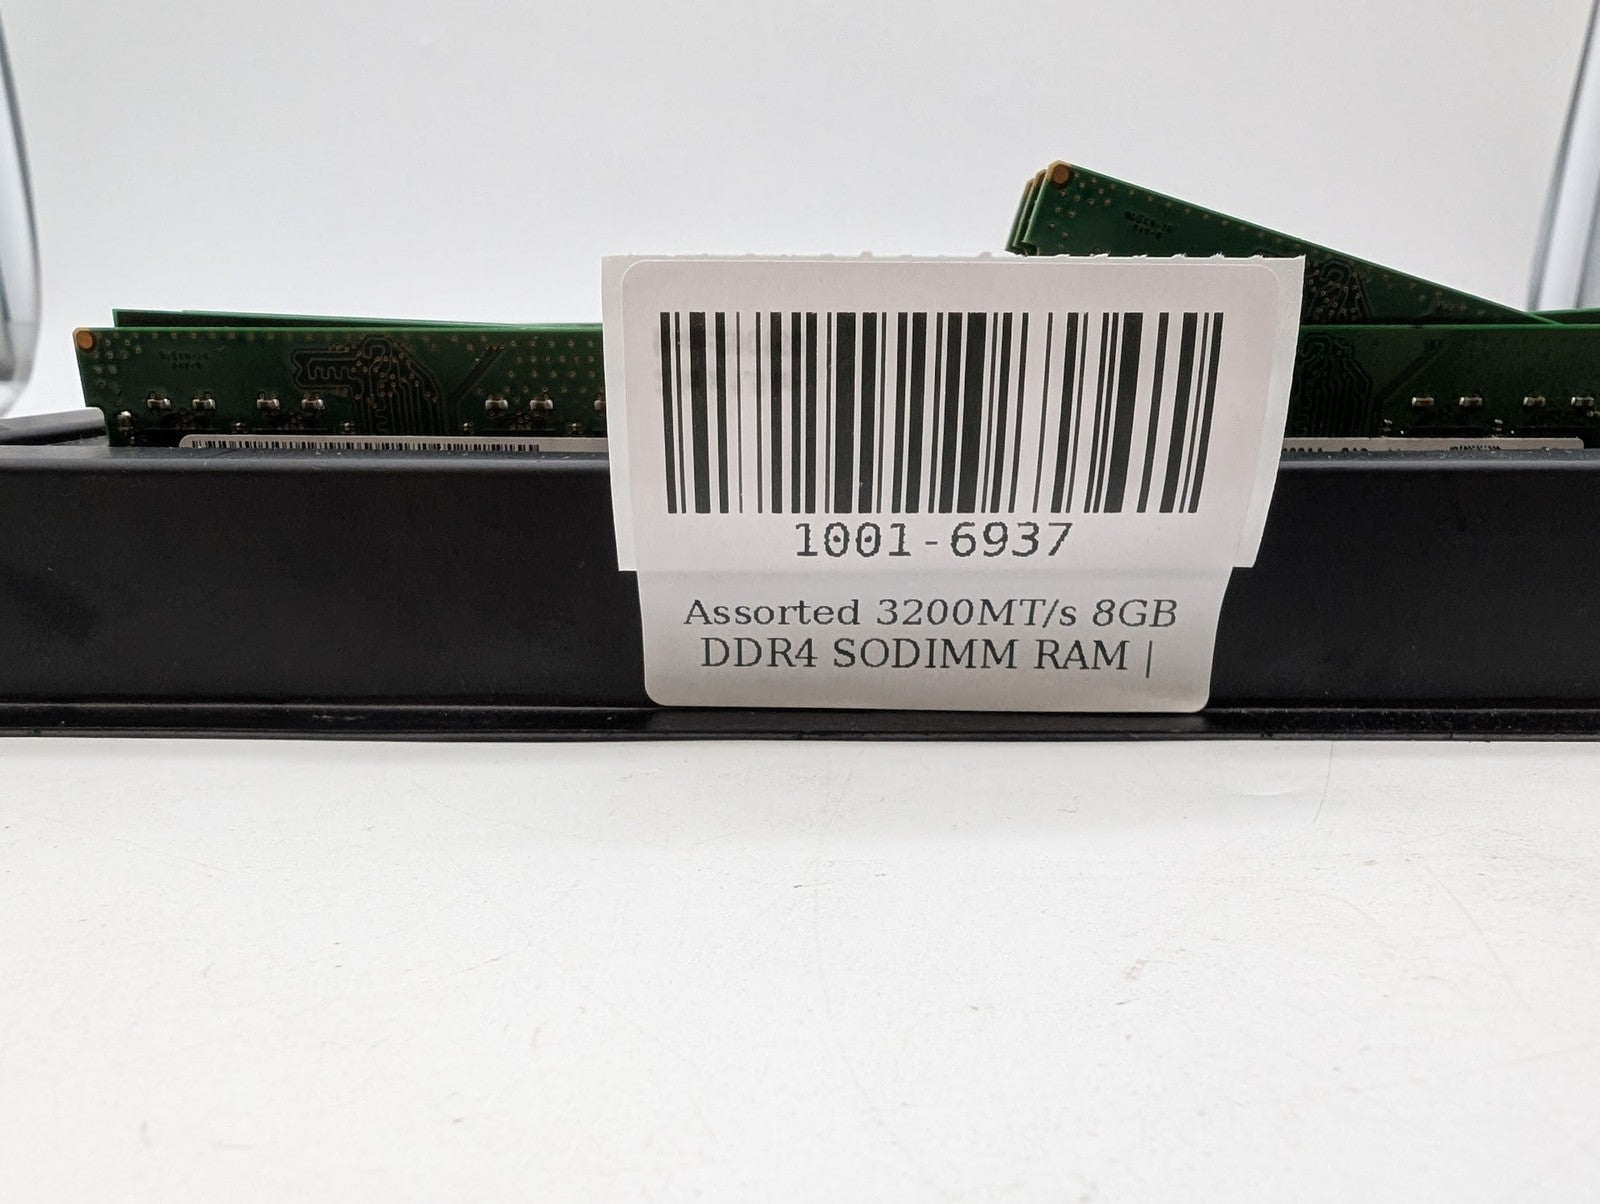 1001-6937
Assorted 3200MT/s 8GB
DDR4 SODIMM RAM |